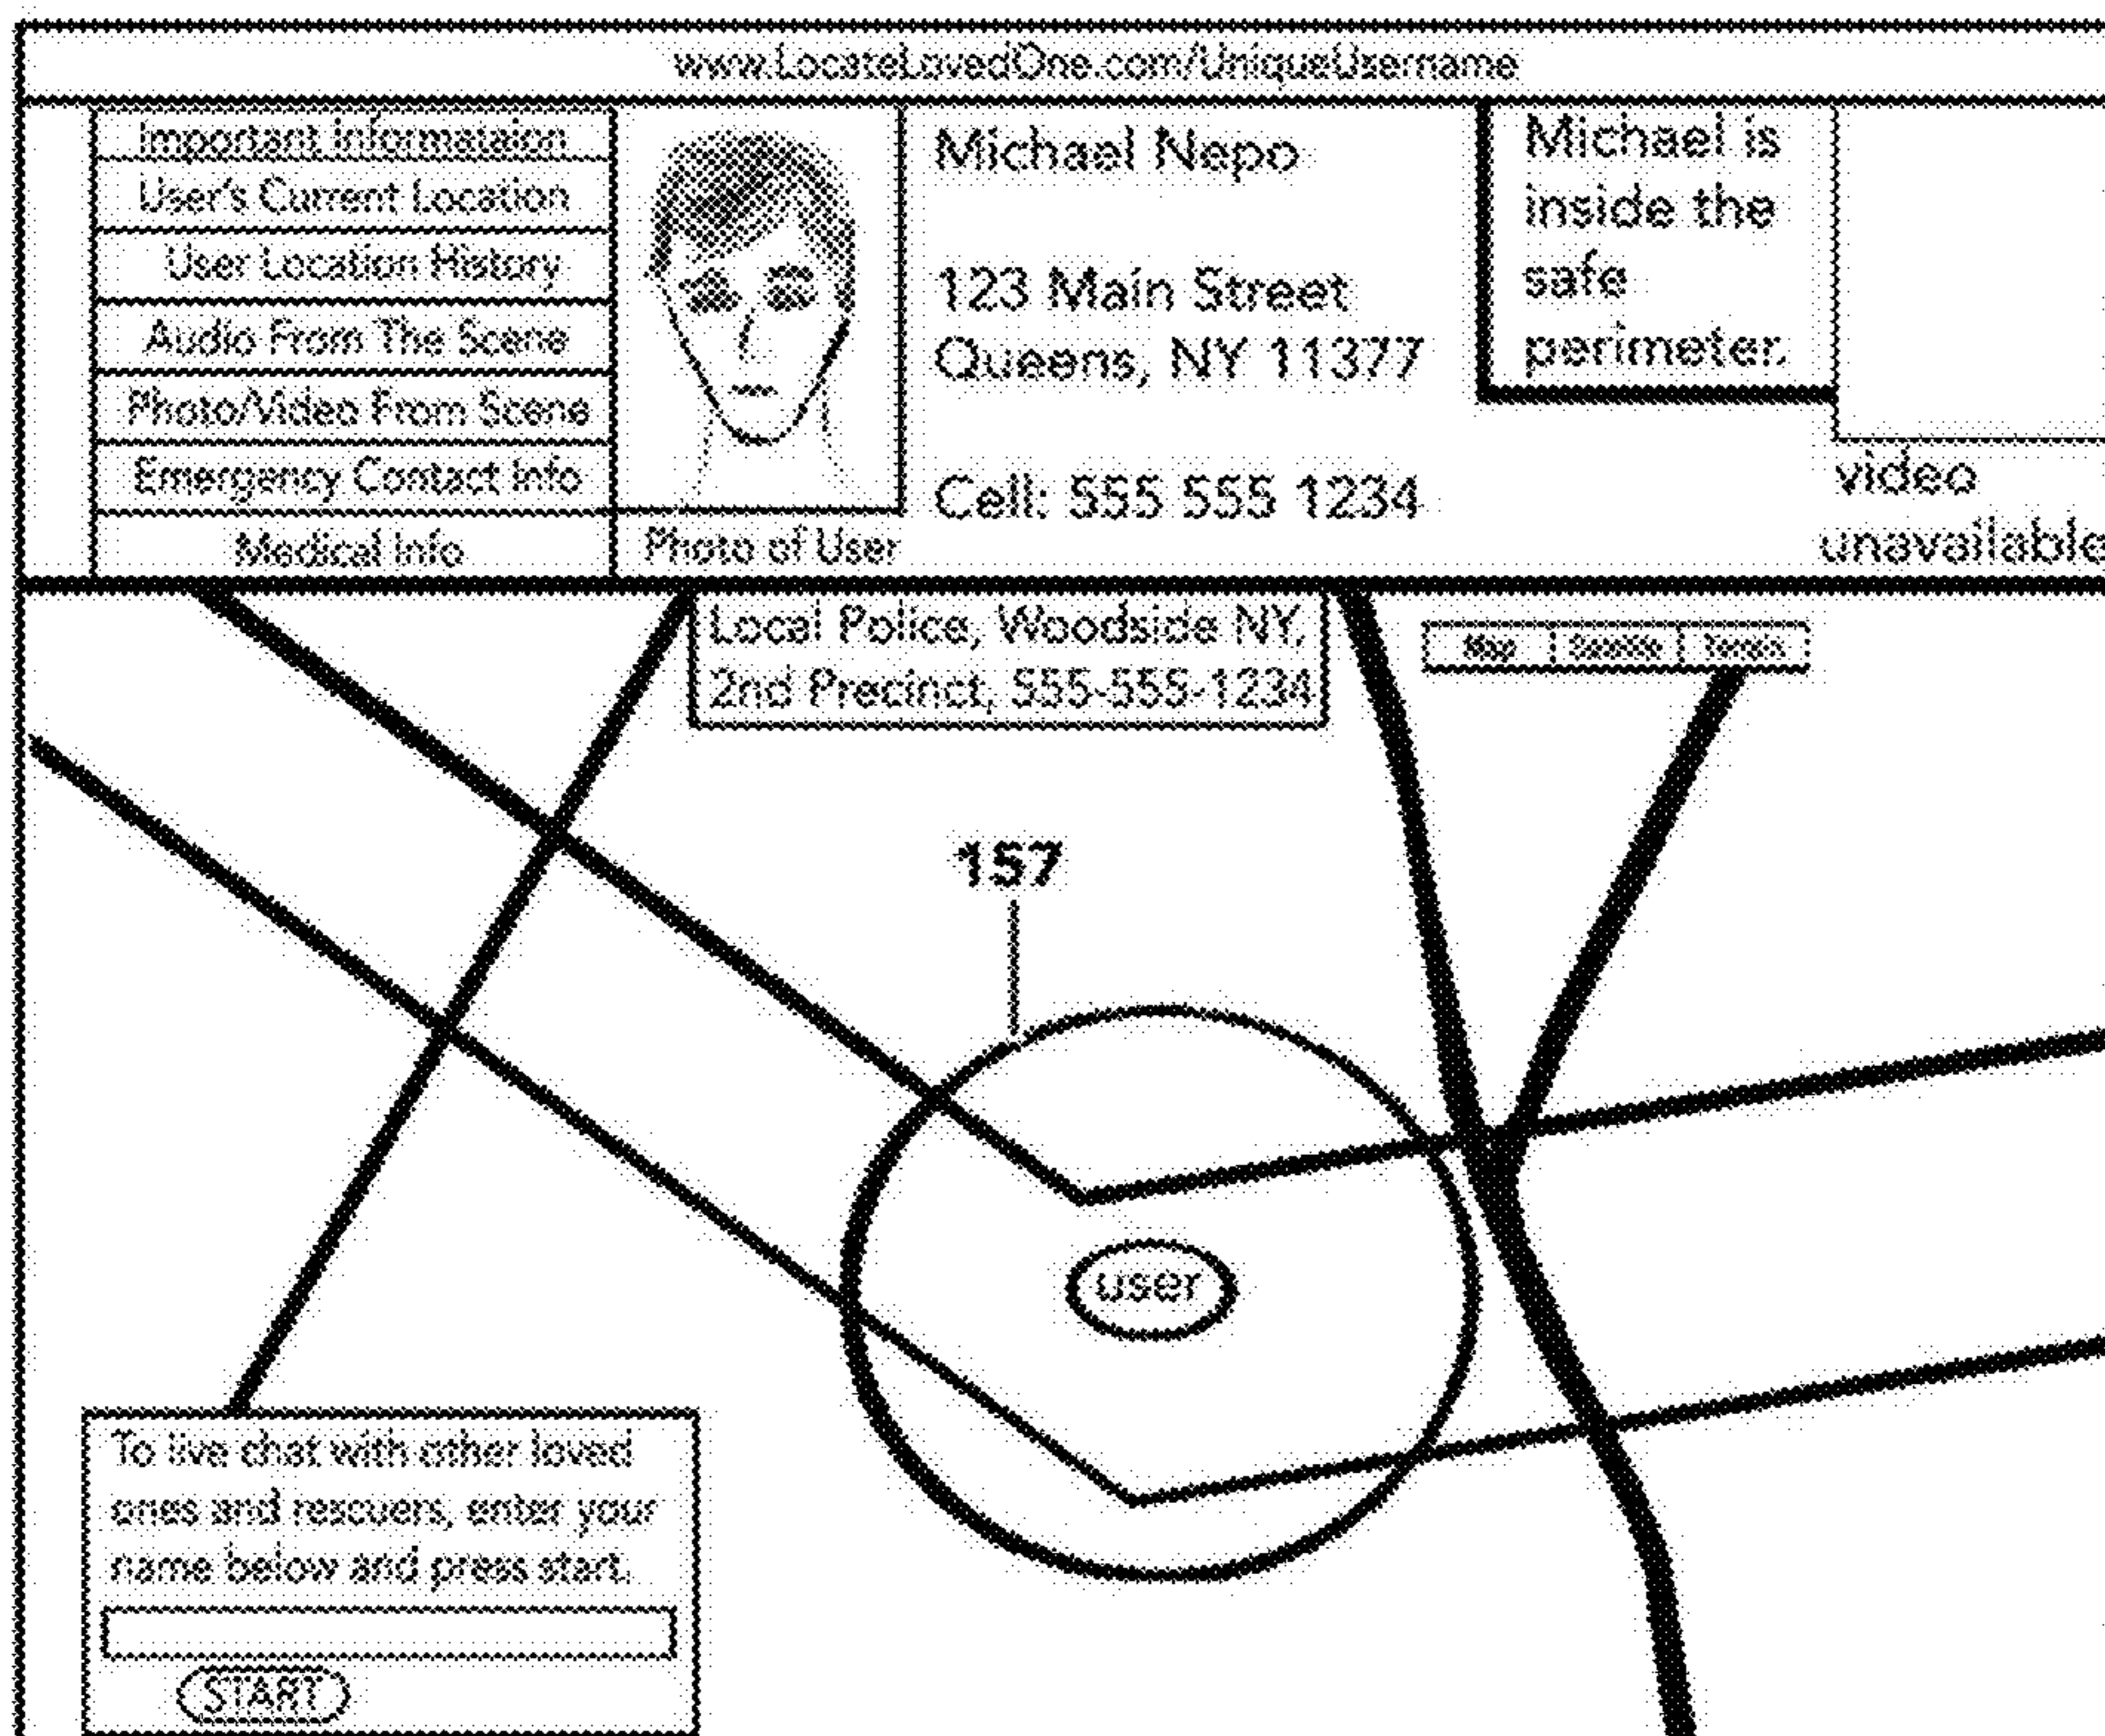 www.LocateLovedOne.com/UniqueUsername
Important Informataion
User's Current Location
User Location History
Audio From The Scene
Photo/Video From Scene
Emergency Contact Info
Medical Info
Photo of User
Michael Nepo
123 Main Street
Queens, NY 11377
Cell: 555 555 1234
Michael is
inside the
safe
perimeter.
video
unavailable
Local Police, Woodside NY,
2nd Precinct, 555-555-1234
Map
157
user
To live chat with other loved
ones and rescuers, enter your
name below and press start.
START